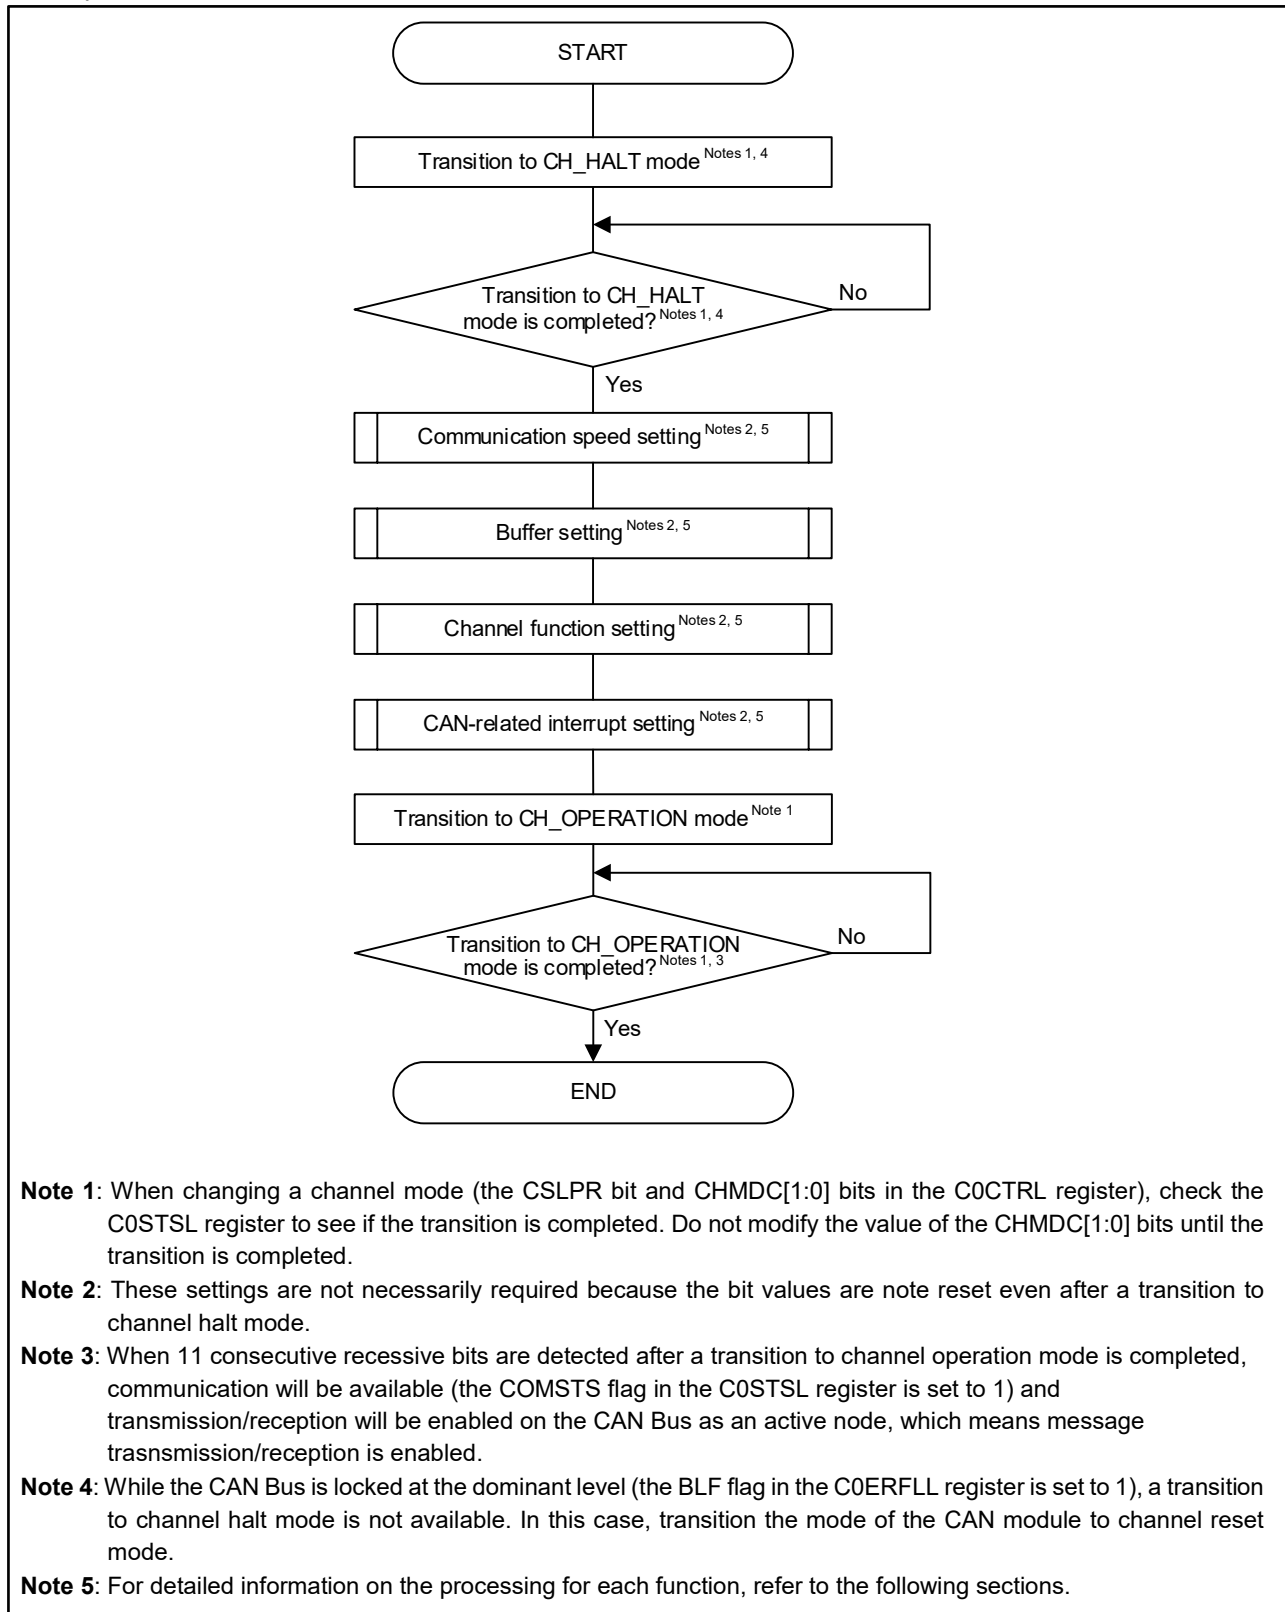 START
Transition to CH_HALT mode Notes 1, 4
Transition to CH_HALT
mode is completed? Notes 1, 4
No
Yes
Communication speed setting Notes 2, 5
Buffer setting Notes 2, 5
Channel function setting Notes 2, 5
CAN-related interrupt setting Notes 2, 5
Transition to CH_OPERATION mode Note 1
Transition to CH_OPERATION
mode is completed? Notes 1, 3
No
Yes
END
Note 1: When changing a channel mode (the CSLPR bit and CHMDC[1:0] bits in the C0CTRL register), check the
C0STSL register to see if the transition is completed. Do not modify the value of the CHMDC[1:0] bits until the
transition is completed.
Note 2: These settings are not necessarily required because the bit values are note reset even after a transition to
channel halt mode.
Note 3: When 11 consecutive recessive bits are detected after a transition to channel operation mode is completed,
communication will be available (the COMSTS flag in the C0STSL register is set to 1) and
transmission/reception will be enabled on the CAN Bus as an active node, which means message
trasnsmission/reception is enabled.
Note 4: While the CAN Bus is locked at the dominant level (the BLF flag in the C0ERFLL register is set to 1), a transition
to channel halt mode is not available. In this case, transition the mode of the CAN module to channel reset
mode.
Note 5: For detailed information on the processing for each function, refer to the following sections.